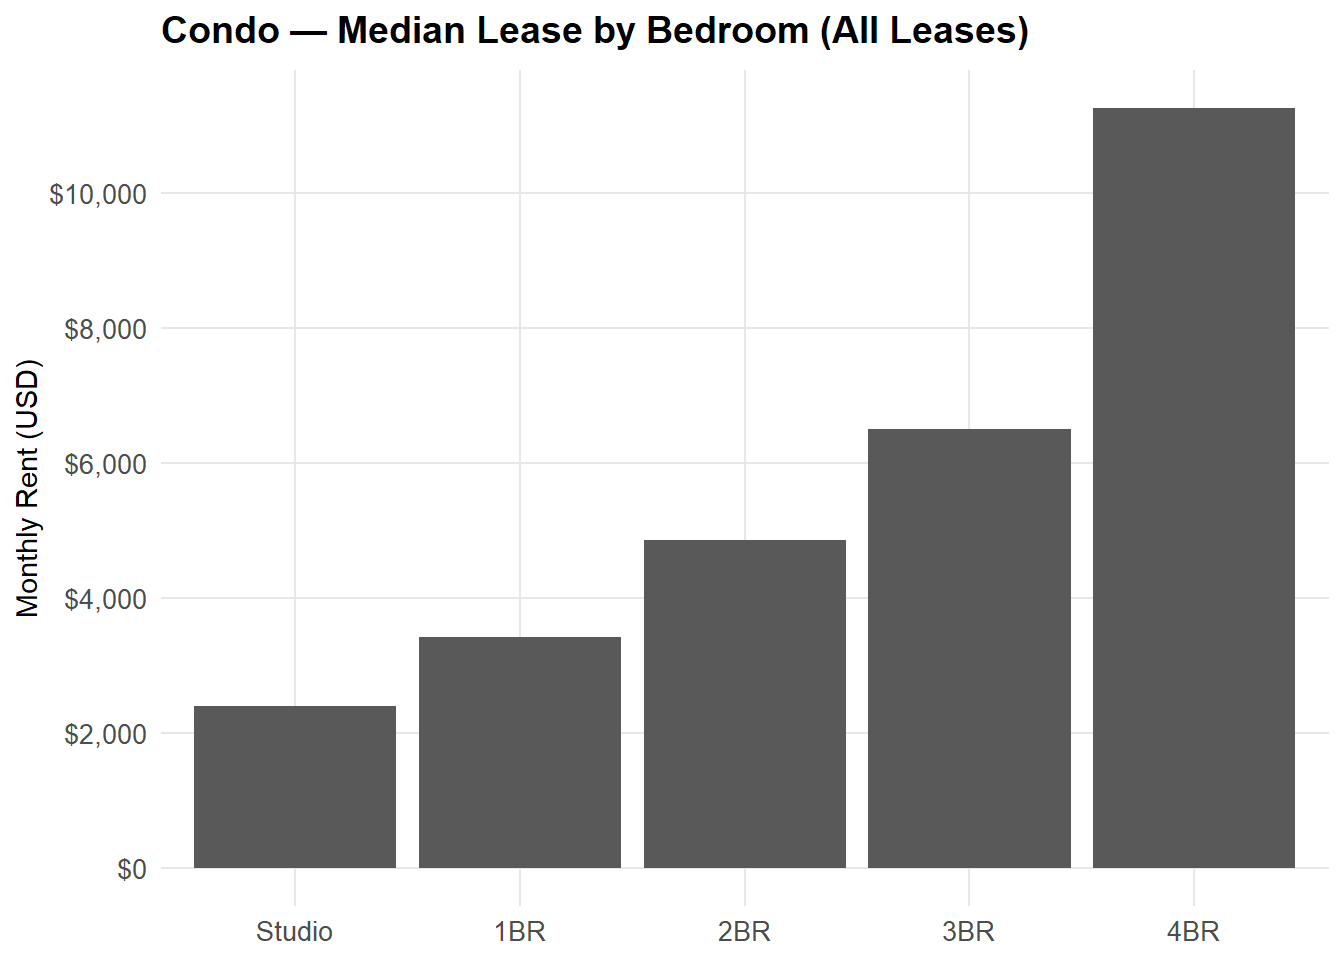 Condo — Median Lease by Bedroom (All Leases)
Monthly Rent (USD)
$10,000
$8,000
$6,000
$4,000
$2,000
$0
Studio
1BR
2BR
3BR
4BR